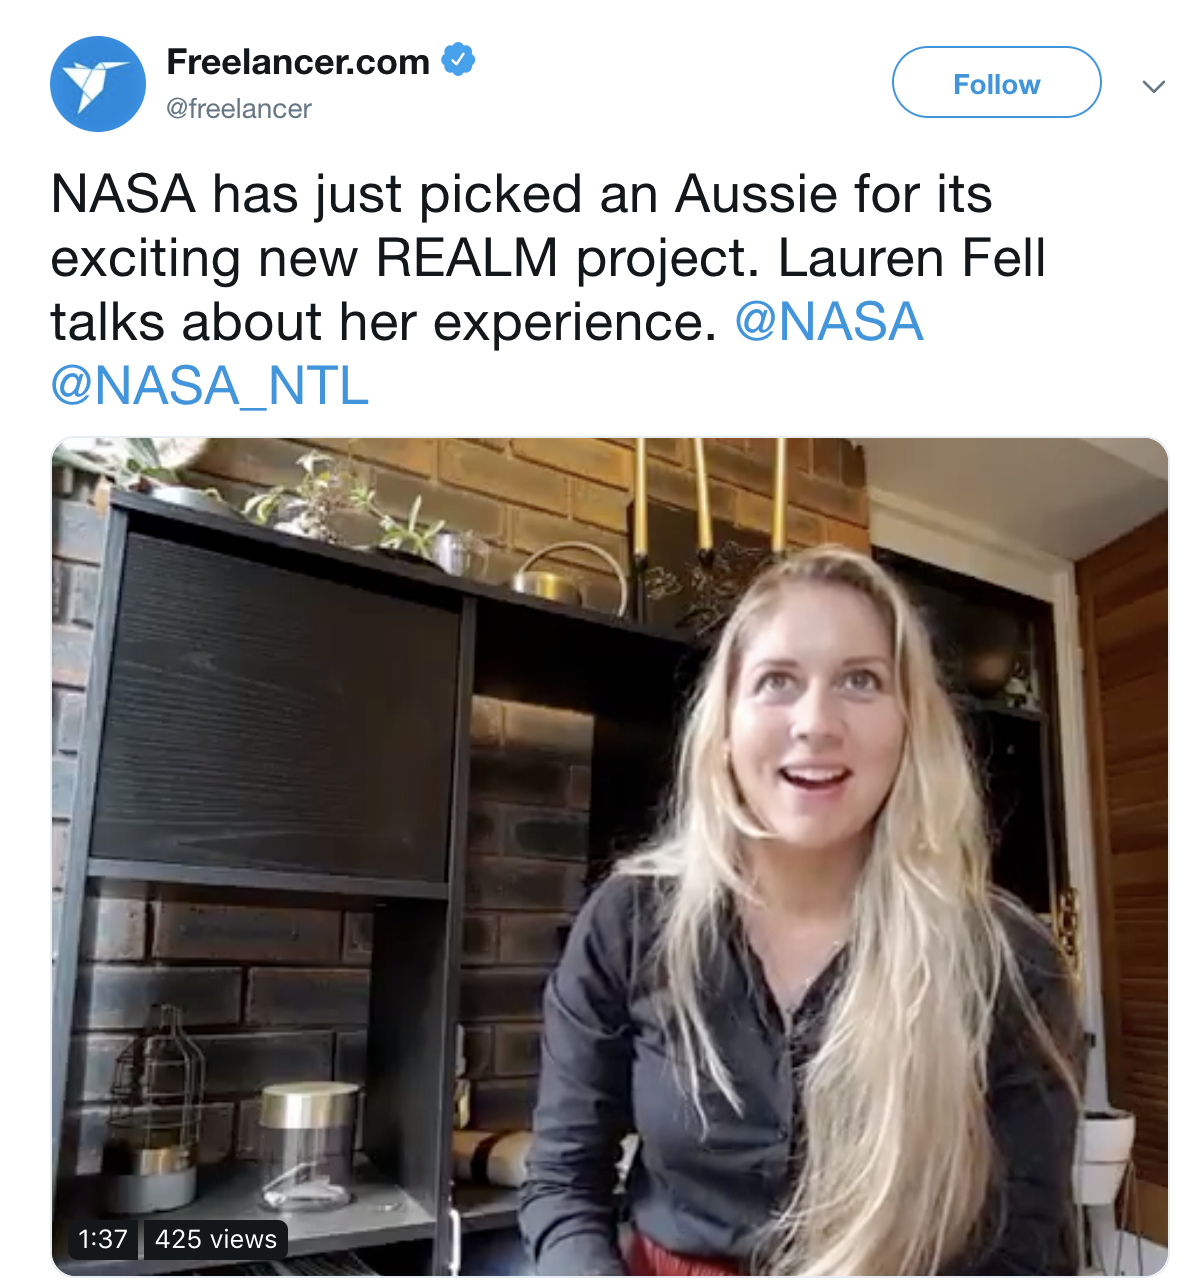 Freelancer.com
@freelancer
Follow
NASA has just picked an Aussie for its
exciting new REALM project. Lauren Fell
talks about her experience. @NASA
@NASA_NTL
1:37 425 views